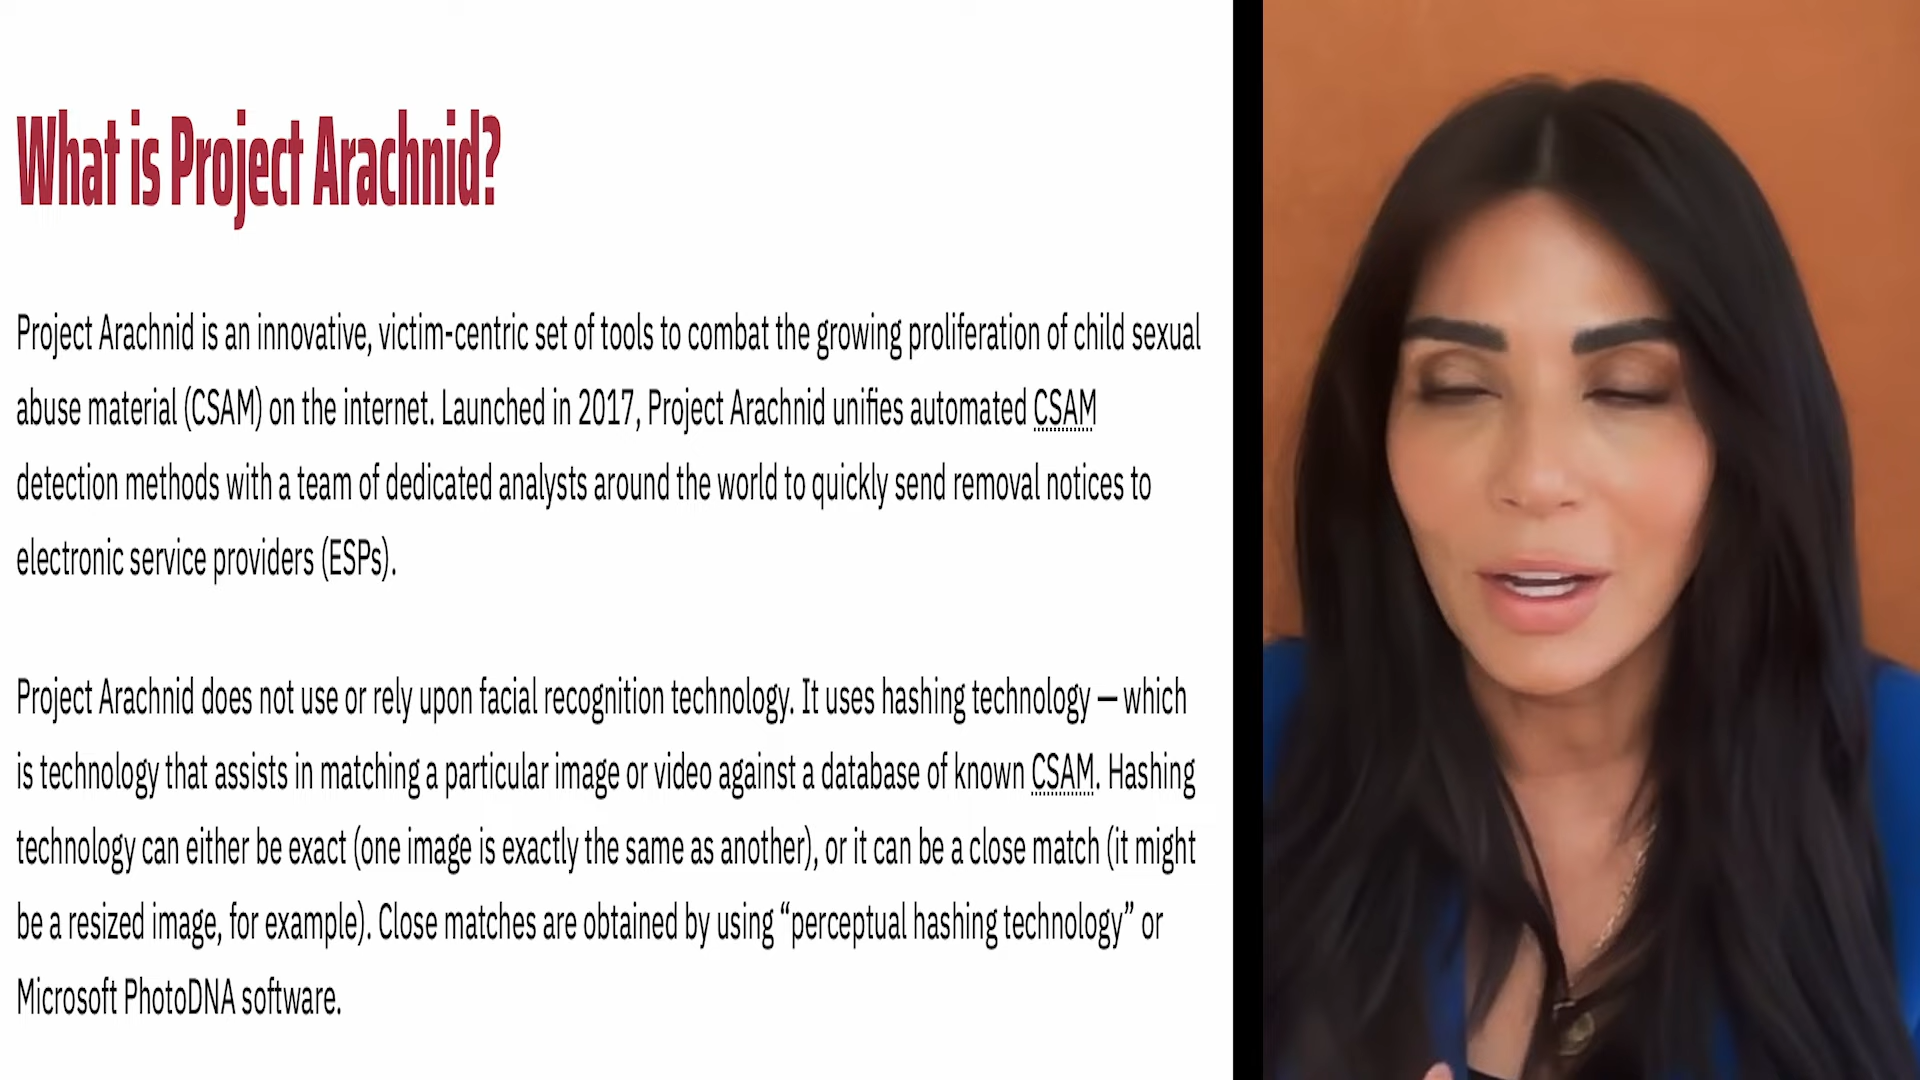 What is Project Arachnid?
Project Arachnid is an innovative, victim-centric set of tools to combat the growing proliferation of child sexual
abuse material (CSAM) on the internet. Launched in 2017, Project Arachnid unifies automated CSAM
detection methods with a team of dedicated analysts around the world to quickly send removal notices to
electronic service providers (ESPs).
Project Arachnid does not use or rely upon facial recognition technology. It uses hashing technology — which
is technology that assists in matching a particular image or video against a database of known CSAM. Hashing
technology can either be exact (one image is exactly the same as another), or it can be a close match (it might
be a resized image, for example). Close matches are obtained by using “perceptual hashing technology” or
Microsoft PhotoDNA software.